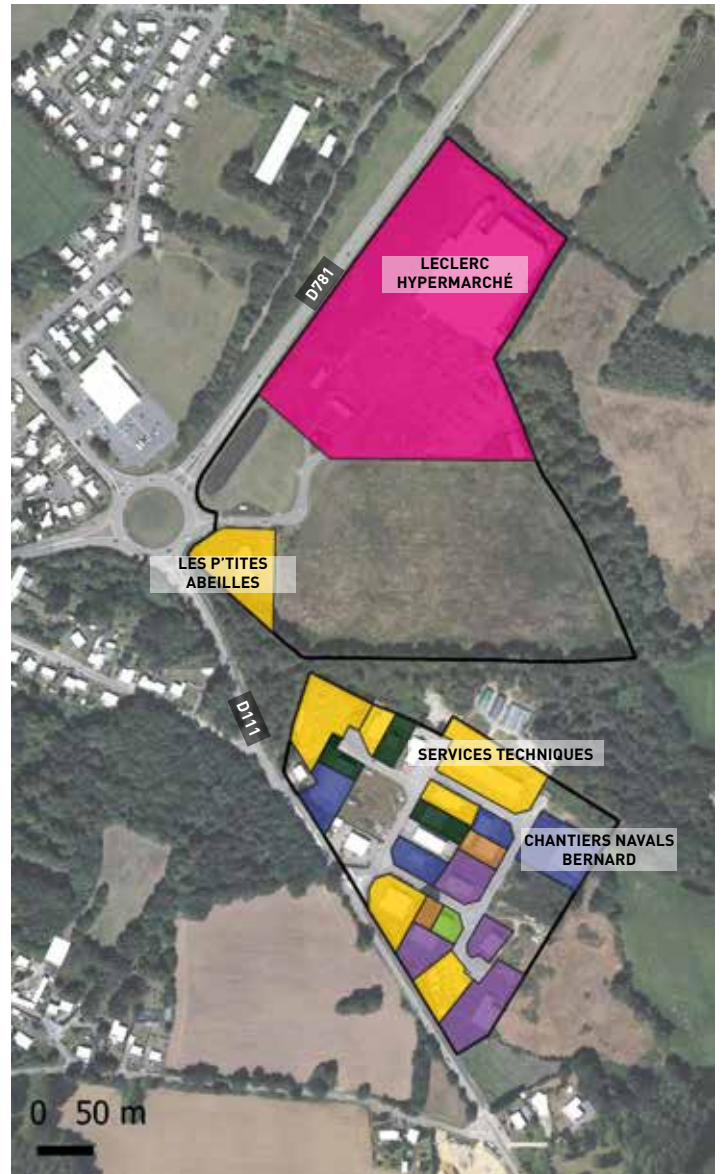 LECLERC
HYPERMARCHÉ
D781
LES P'TITES
ABEILLES
D111
SERVICES TECHNIQUES
CHANTIERS NAVALS
BERNARD
0 50 m